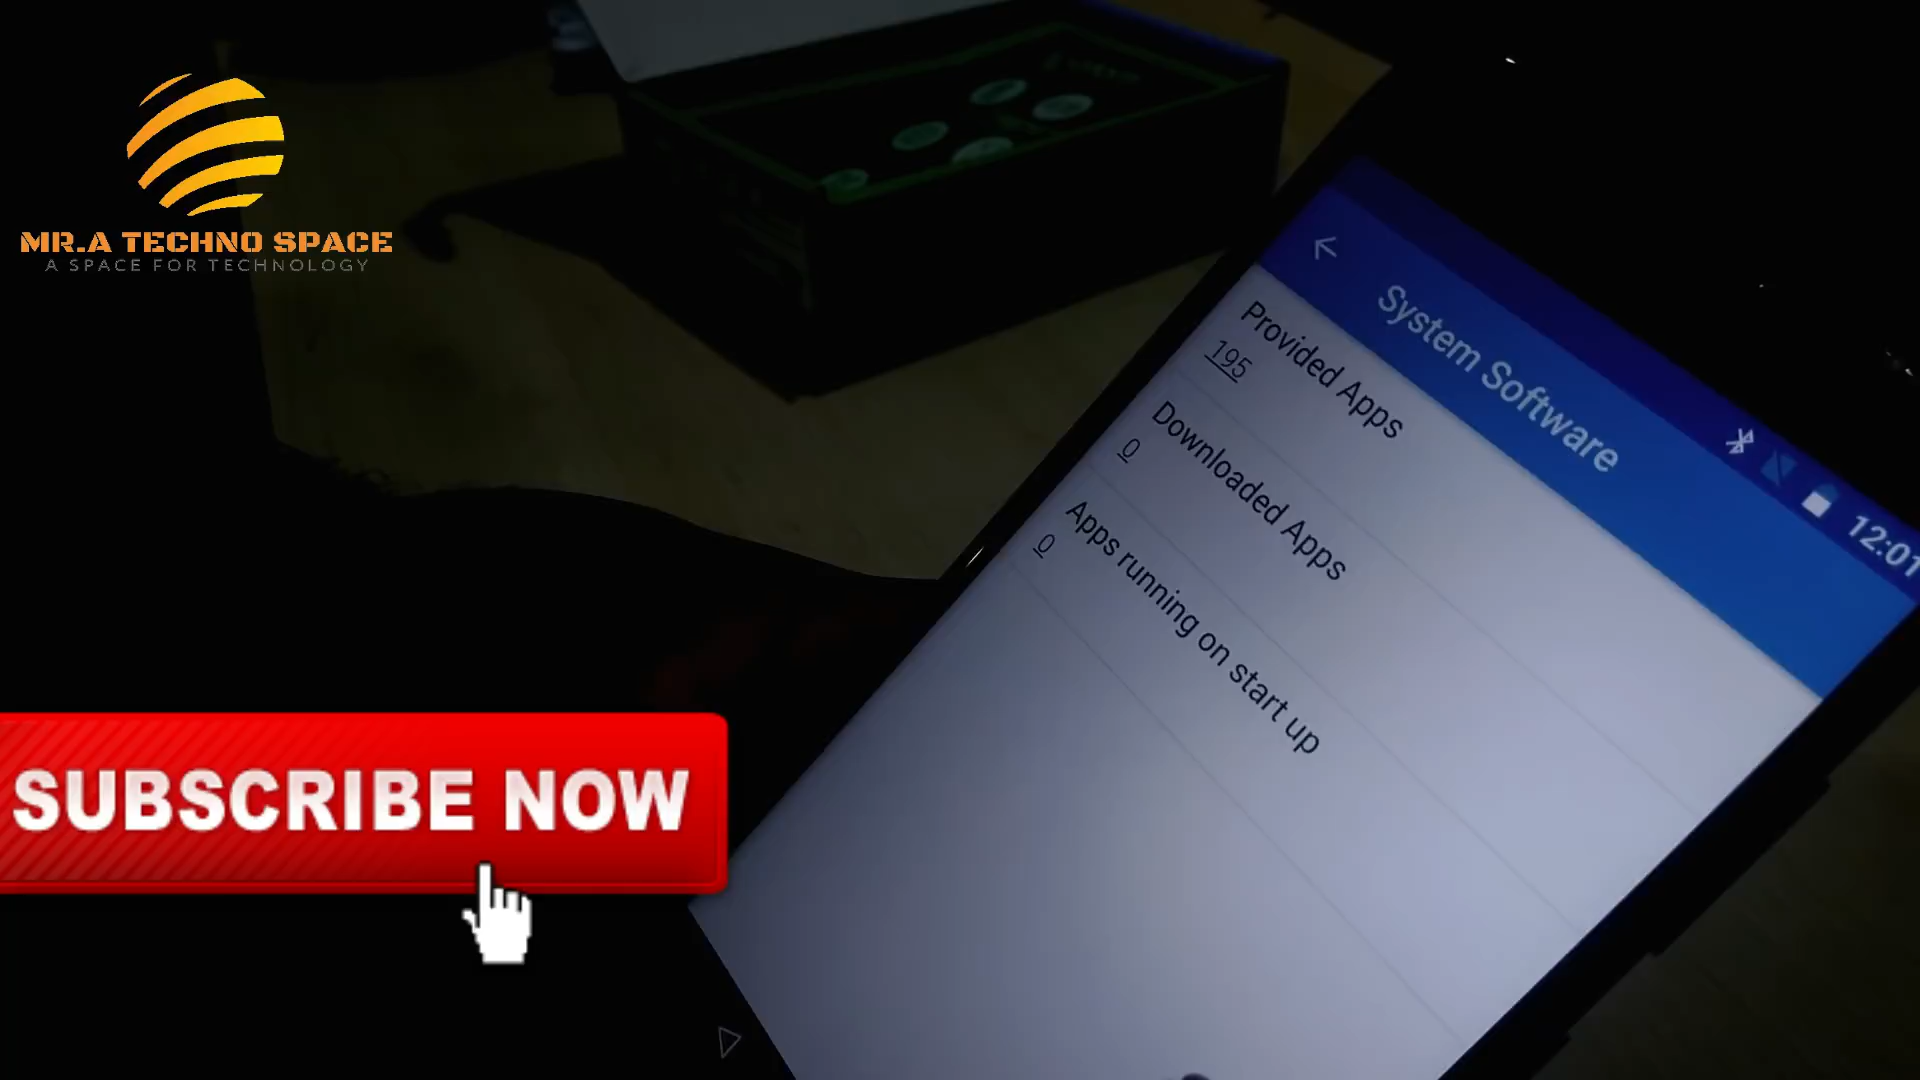 MR.A TECHNO SPACE
A SPACE FOR TECHNOLOGY
12:01
System Software
Provided Apps
195
Downloaded Apps
0
Apps running on start up
0
SUBSCRIBE NOW